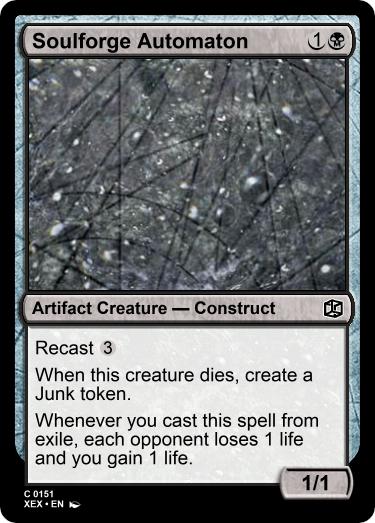 Soulforge Automaton 1
Artifact Creature — Construct
Recast 3
When this creature dies, create a
Junk token.
Whenever you cast this spell from
exile, each opponent loses 1 life
and you gain 1 life.
1/1
C 0151
XEX • EN